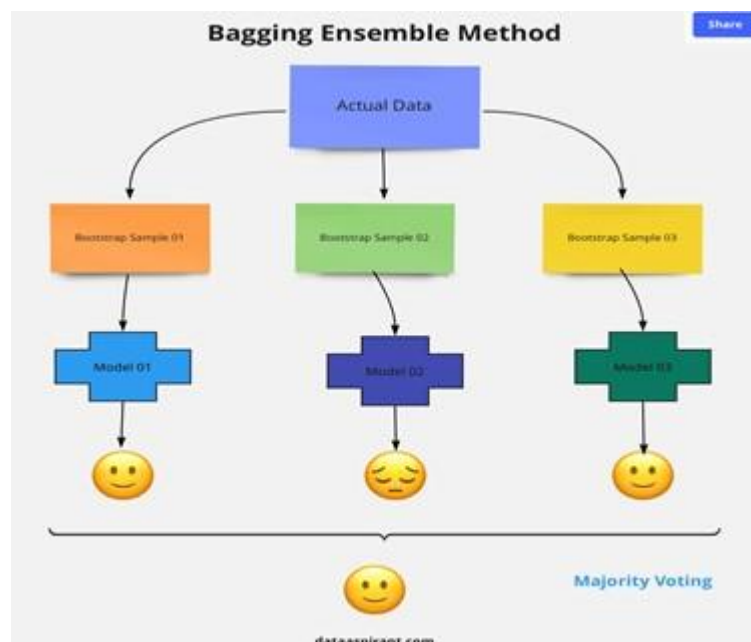 Bagging Ensemble Method
Share
Actual Data
Bootstrap Sample 01
Bootstrap Sample 02
Bootstrap Sample 03
Model 01
Model 02
Model 03
Majority Voting
dataaspirant.com